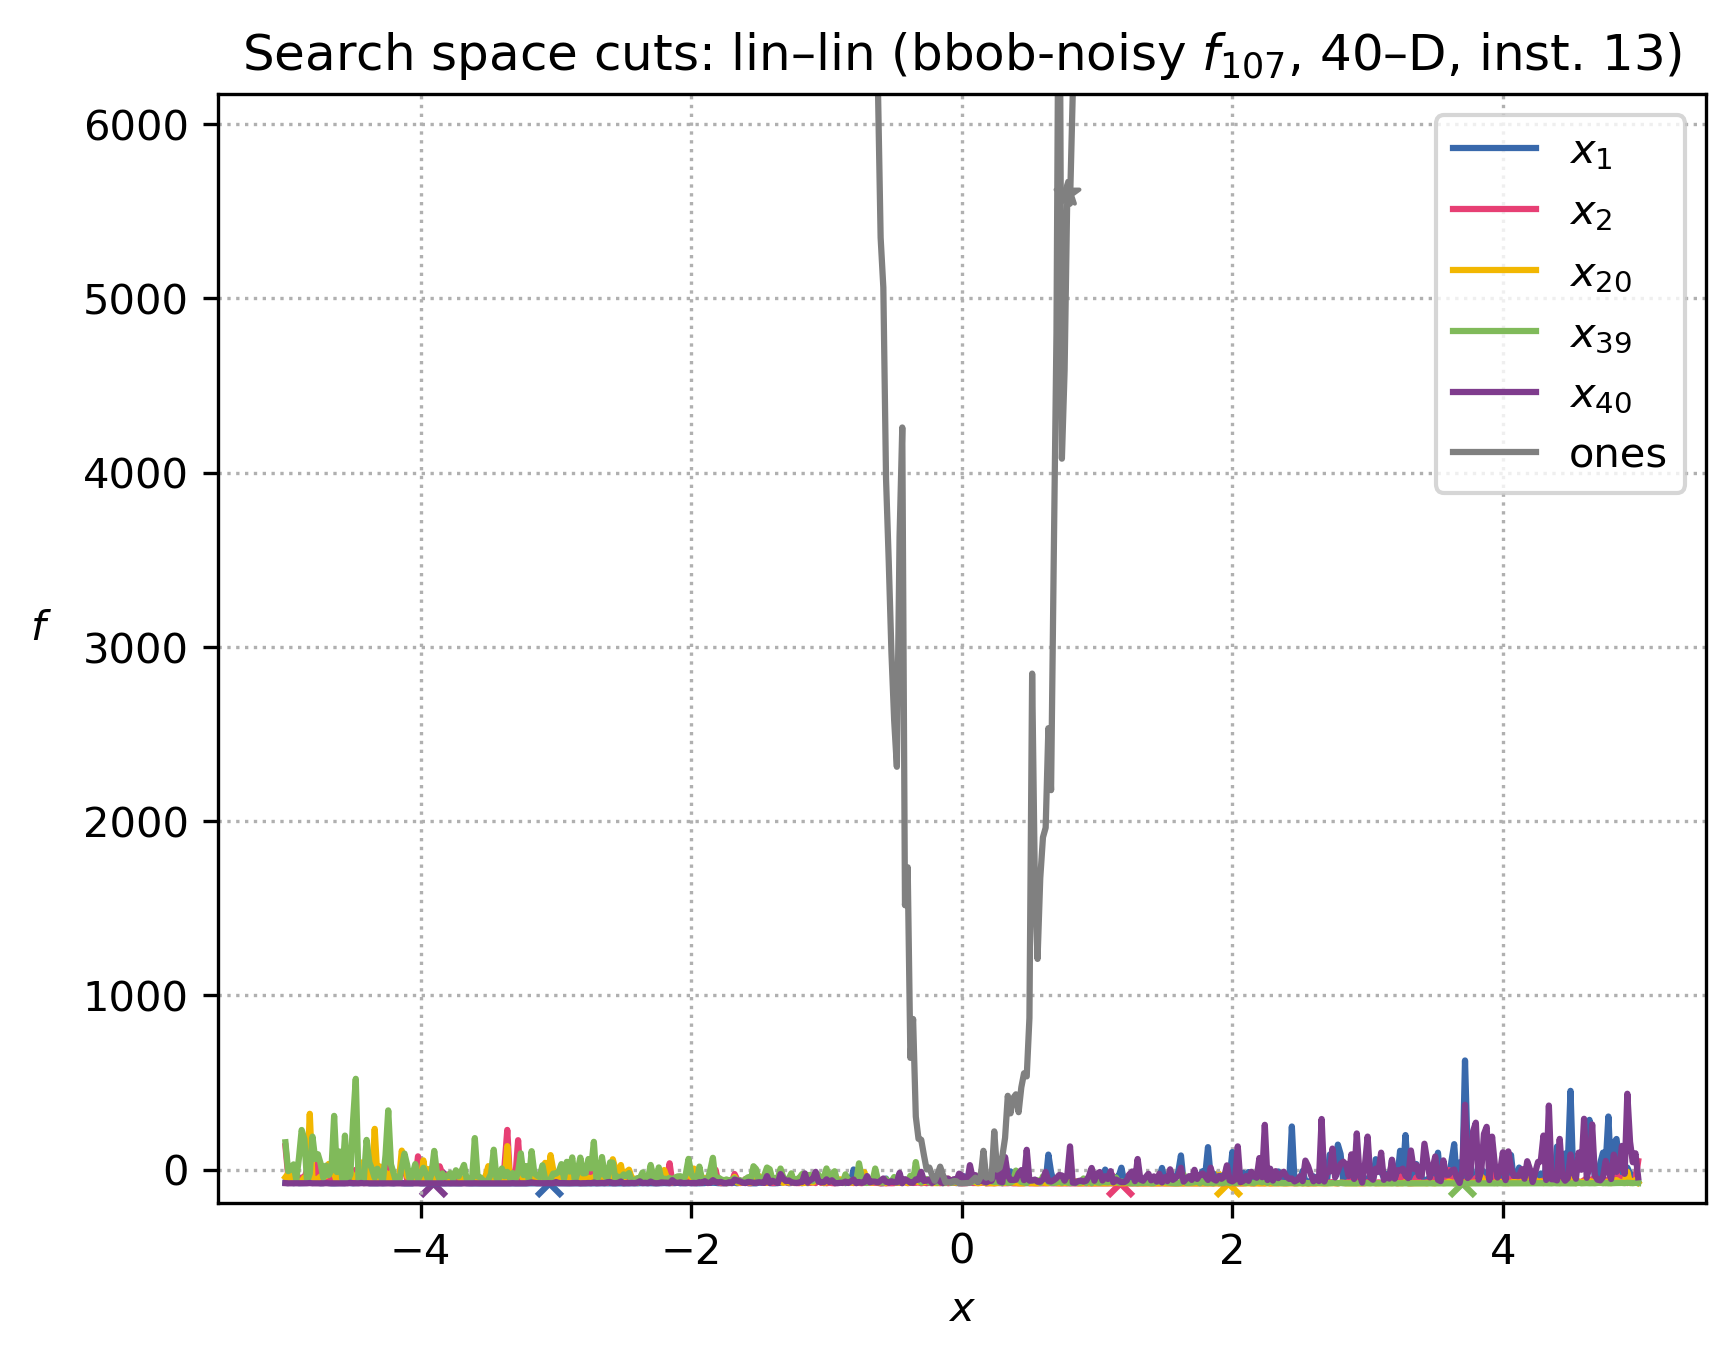 Search space cuts: lin–lin (bbob-noisy f₁₀₇, 40–D, inst. 13)
6000
5000
4000
3000
2000
1000
0
f
x₁
x₂
x₂₀
x₃₉
x₄₀
ones
−4 −2 0 2 4
x